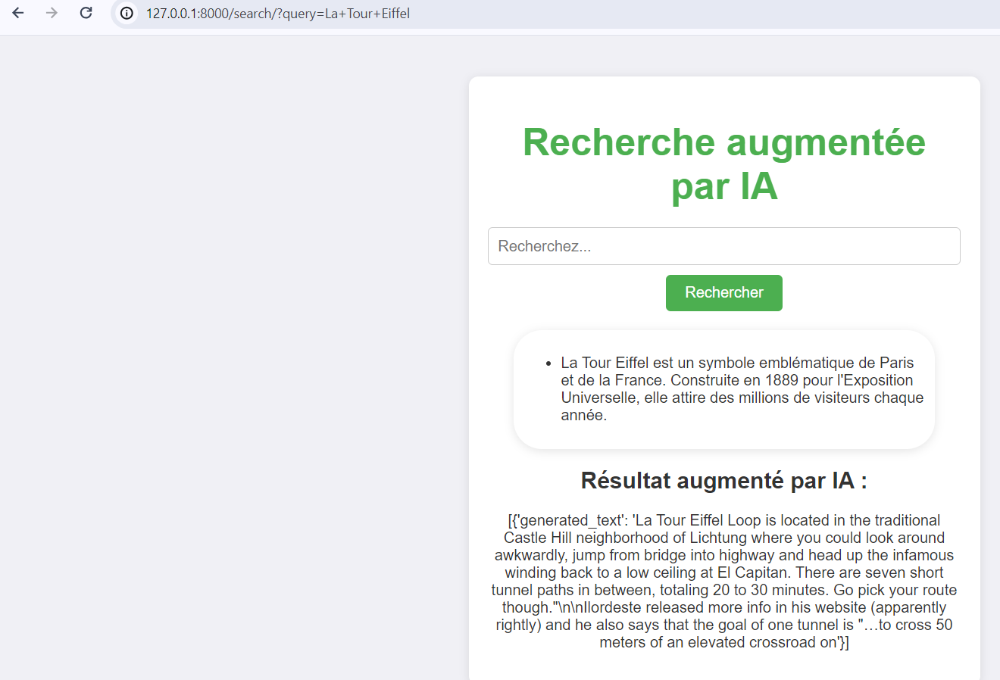 127.0.0.1:8000/search/?query=La+Tour+Eiffel
Recherche augmentée
par IA
Recherchez...
Rechercher
• La Tour Eiffel est un symbole emblématique de Paris
et de la France. Construite en 1889 pour l'Exposition
Universelle, elle attire des millions de visiteurs chaque
année.
Résultat augmenté par IA :
[{'generated_text': 'La Tour Eiffel Loop is located in the traditional
Castle Hill neighborhood of Lichtung where you could look around
awkwardly, jump from bridge into highway and head up the infamous
winding back to a low ceiling at El Capitan. There are seven short
tunnel paths in between, totaling 20 to 30 minutes. Go pick your route
though."\n\nIlordeste released more info in his website (apparently
rightly) and he also says that the goal of one tunnel is "…to cross 50
meters of an elevated crossroad on'}]